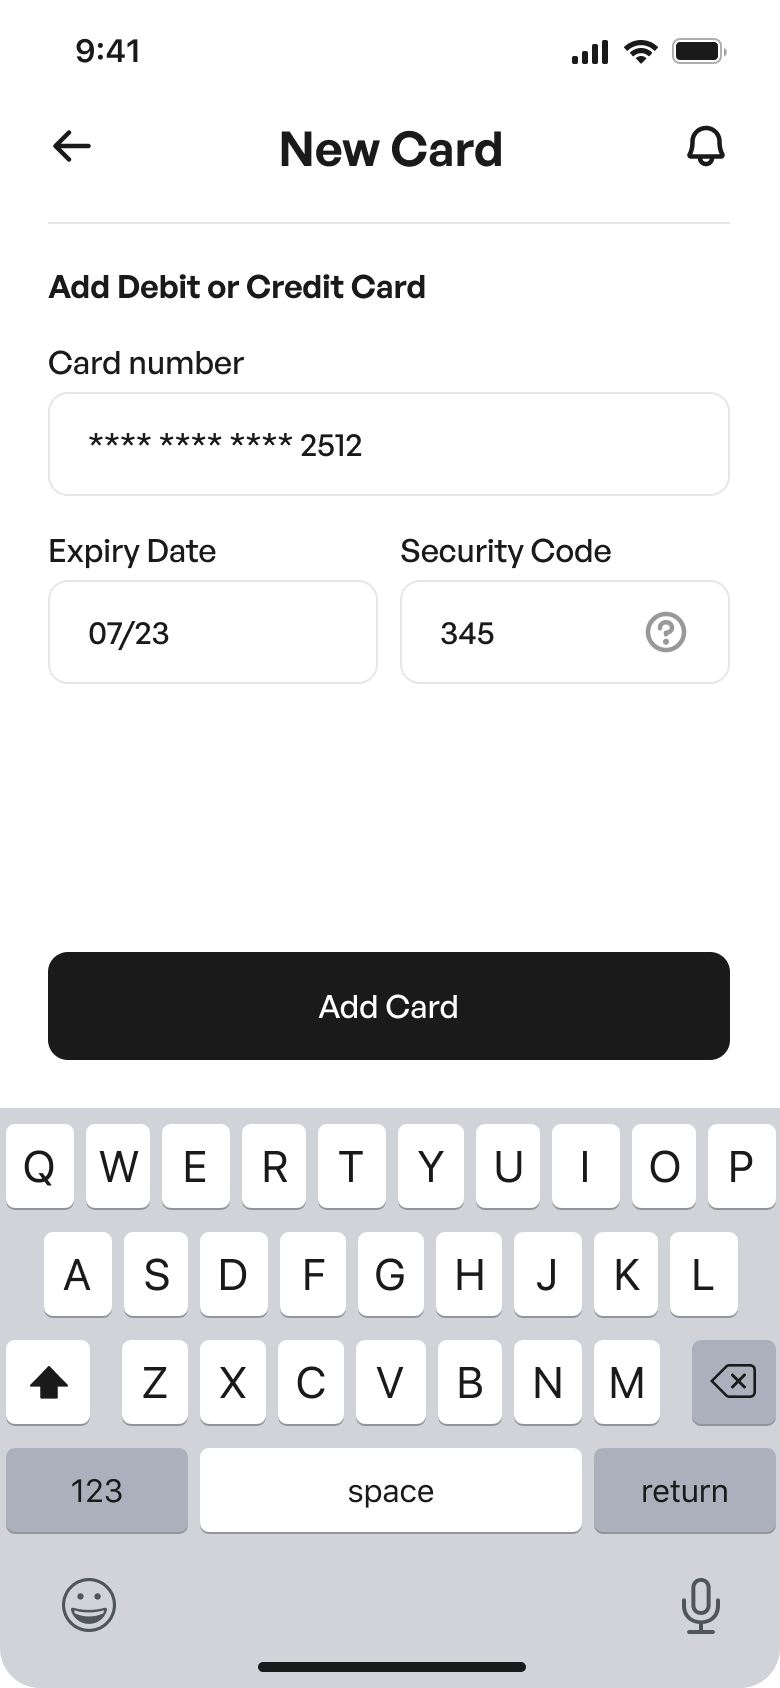 9:41
New Card
Add Debit or Credit Card
Card number
**** **** **** 2512
Expiry Date Security Code
07/23 345
Add Card
Q W E R T Y U I O P
A S D F G H J K L
Z X C V B N M
123 space return